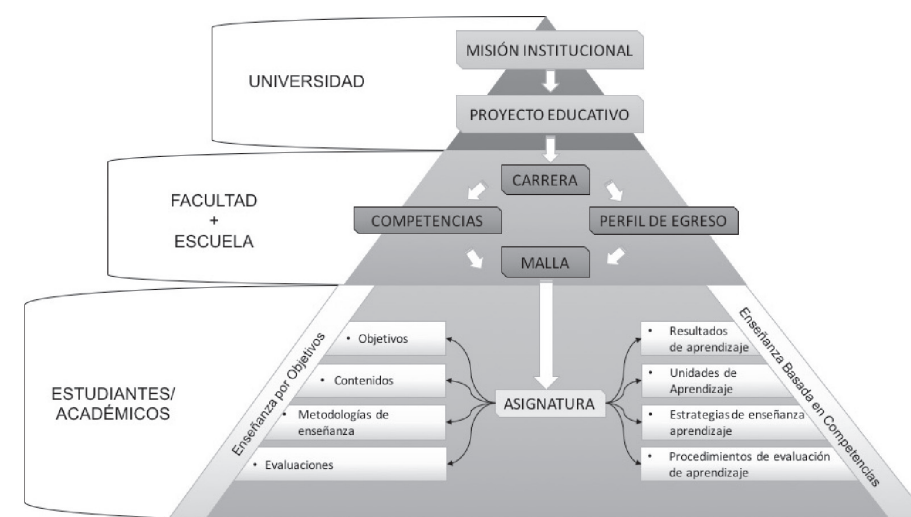 MISIÓN INSTITUCIONAL
UNIVERSIDAD
PROYECTO EDUCATIVO
CARRERA
FACULTAD
+
ESCUELA
COMPETENCIAS
PERFIL DE EGRESO
MALLA
ESTUDIANTES/
ACADÉMICOS
Enseñanza por Objetivos
• Objetivos
• Contenidos
• Metodologías de
enseñanza
• Evaluaciones
ASIGNATURA
• Resultados
de aprendizaje
• Unidades de
Aprendizaje
• Estrategias de enseñanza
aprendizaje
• Procedimientos de evaluación
de aprendizaje
Enseñanza Basada en Competencias